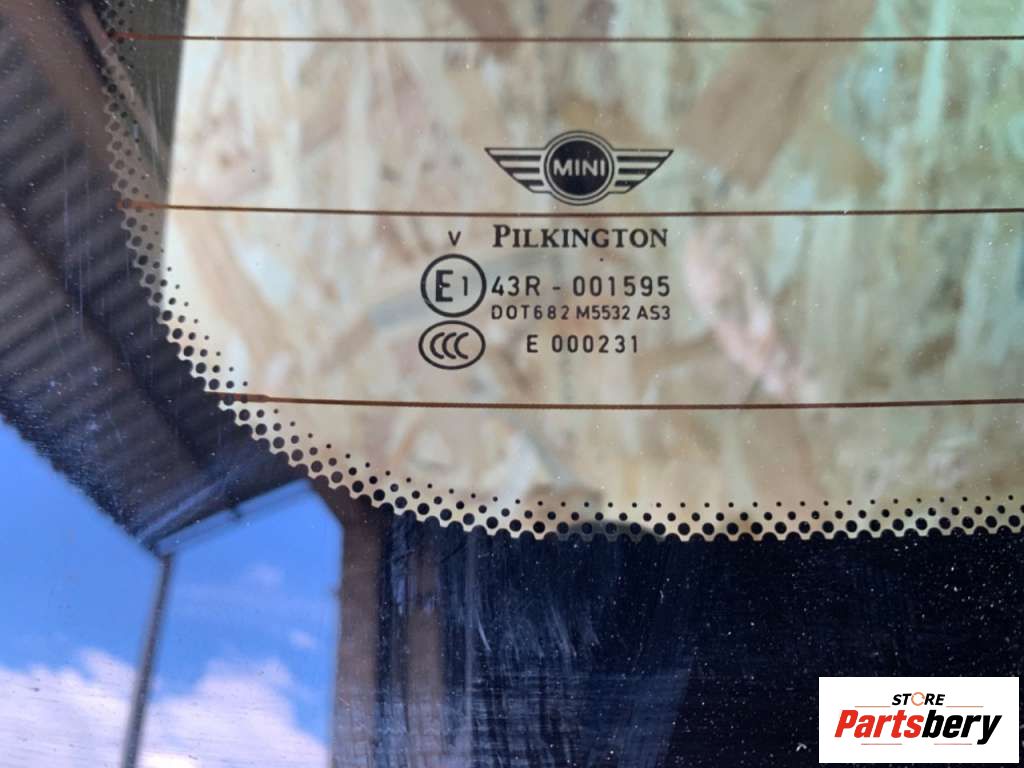 MINI
V PILKINGTON
E1 43R - 001595
DOT682 M5532 AS3
CCC E 000231
STORE
Partsbery